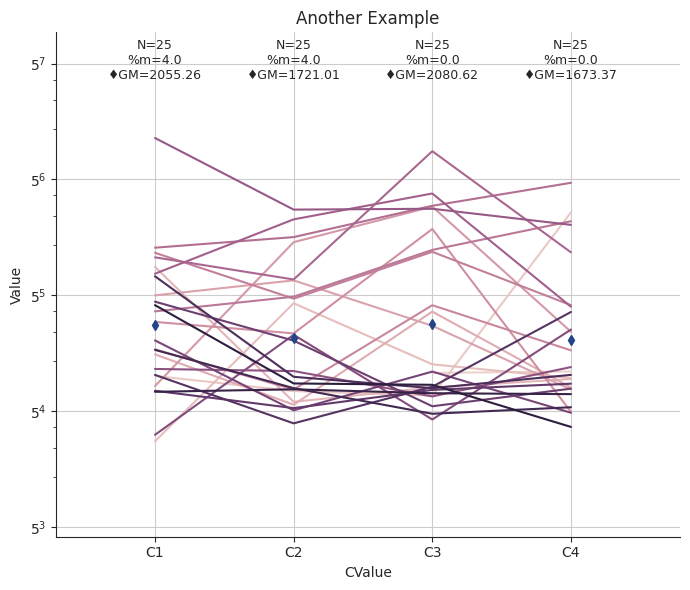 Another Example
N=25 N=25 N=25 N=25
%m=4.0 %m=4.0 %m=0.0 %m=0.0
♦GM=2055.26 ♦GM=1721.01 ♦GM=2080.62 ♦GM=1673.37
5⁷
5⁶
5⁵
5⁴
5³
Value
C1 C2 C3 C4
CValue